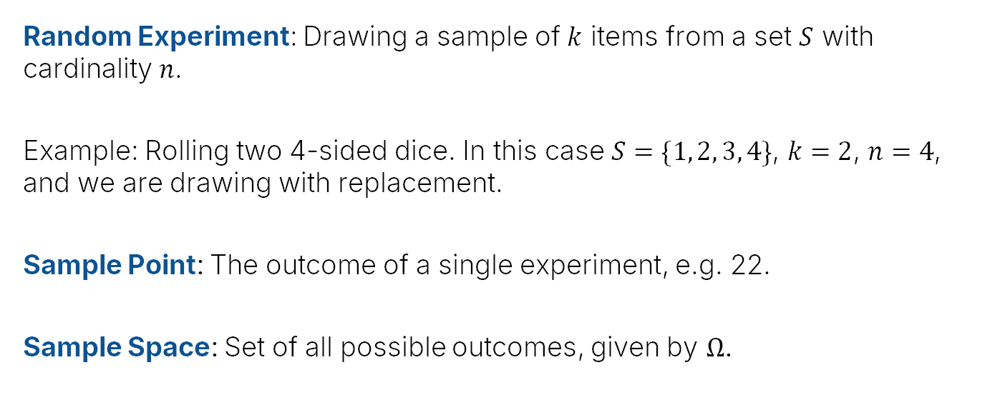 Random Experiment: Drawing a sample of k items from a set S with
cardinality n.
Example: Rolling two 4-sided dice. In this case S = {1, 2, 3, 4}, k = 2, n = 4,
and we are drawing with replacement.
Sample Point: The outcome of a single experiment, e.g. 22.
Sample Space: Set of all possible outcomes, given by Ω.